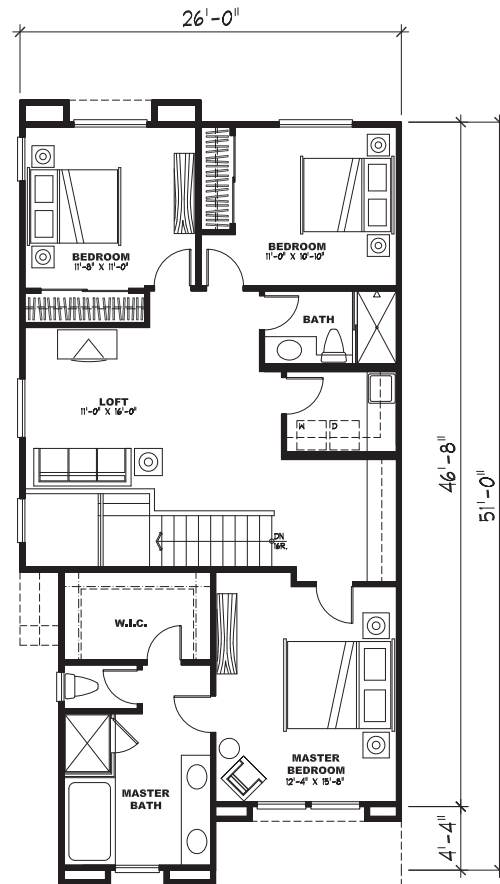 26'-0"
BEDROOM
11'-8" X 11'-0"
BEDROOM
11'-0" X 10'-10"
BATH
LOFT
11'-0" X 16'-0"
W D
46'-8"
51'-0"
DN
16R.
W.I.C.
MASTER
BEDROOM
12'-4" X 15'-8"
MASTER
BATH
4'-4"